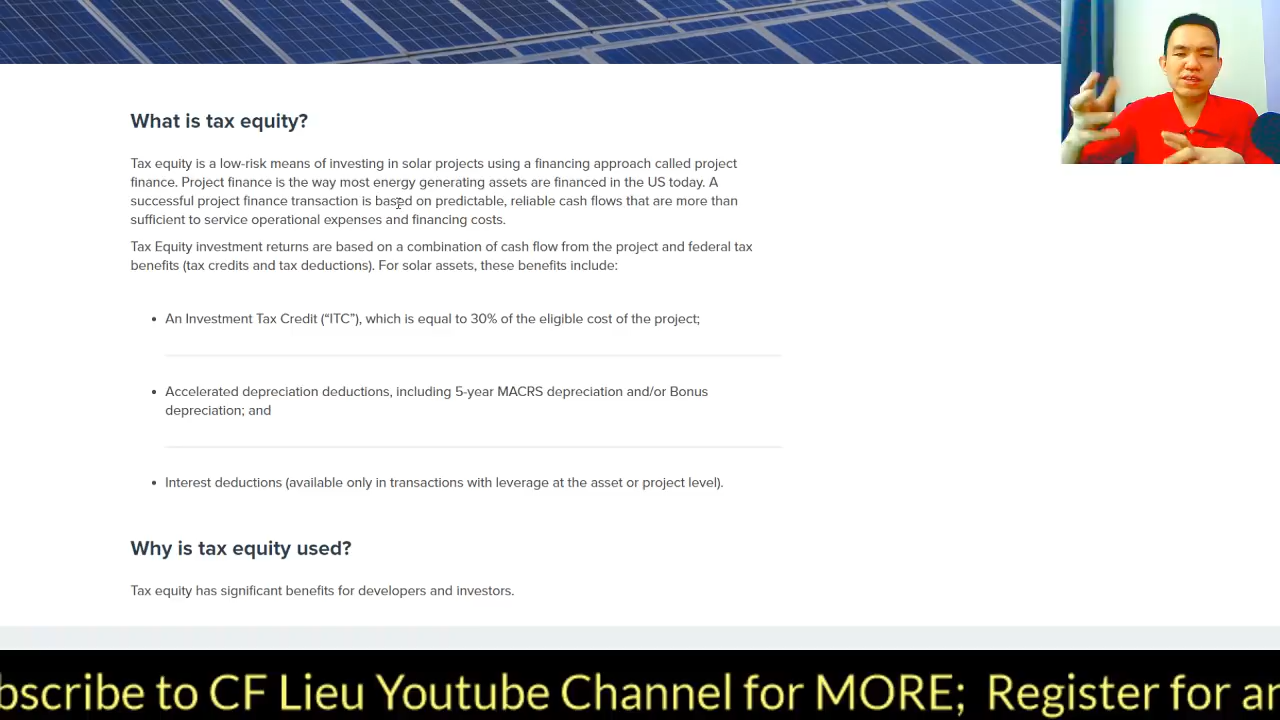 What is tax equity?
Tax equity is a low-risk means of investing in solar projects using a financing approach called project
finance. Project finance is the way most energy generating assets are financed in the US today. A
successful project finance transaction is based on predictable, reliable cash flows that are more than
sufficient to service operational expenses and financing costs.
Tax Equity investment returns are based on a combination of cash flow from the project and federal tax
benefits (tax credits and tax deductions). For solar assets, these benefits include:
• An Investment Tax Credit (“ITC”), which is equal to 30% of the eligible cost of the project;
• Accelerated depreciation deductions, including 5-year MACRS depreciation and/or Bonus
depreciation; and
• Interest deductions (available only in transactions with leverage at the asset or project level).
Why is tax equity used?
Tax equity has significant benefits for developers and investors.
bscribe to CF Lieu Youtube Channel for MORE; Register for ar